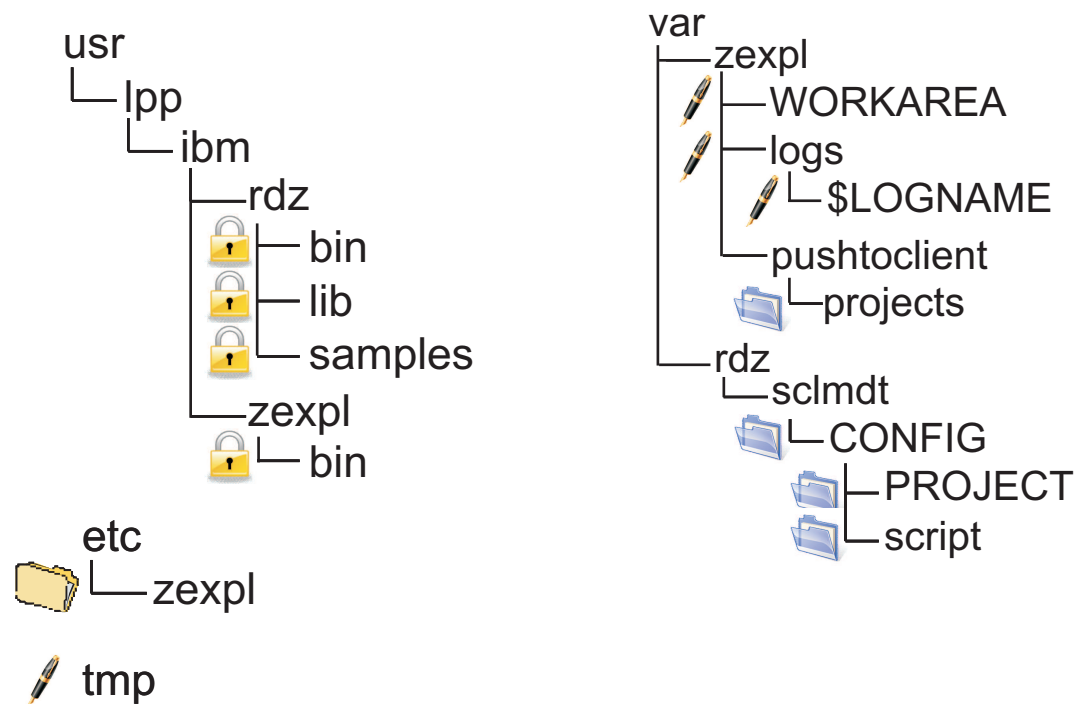 usr
lpp
ibm
rdz
bin
lib
samples
zexpl
bin
etc
zexpl
tmp
var
zexpl
WORKAREA
logs
$LOGNAME
pushtoclient
projects
rdz
sclmdt
CONFIG
PROJECT
script